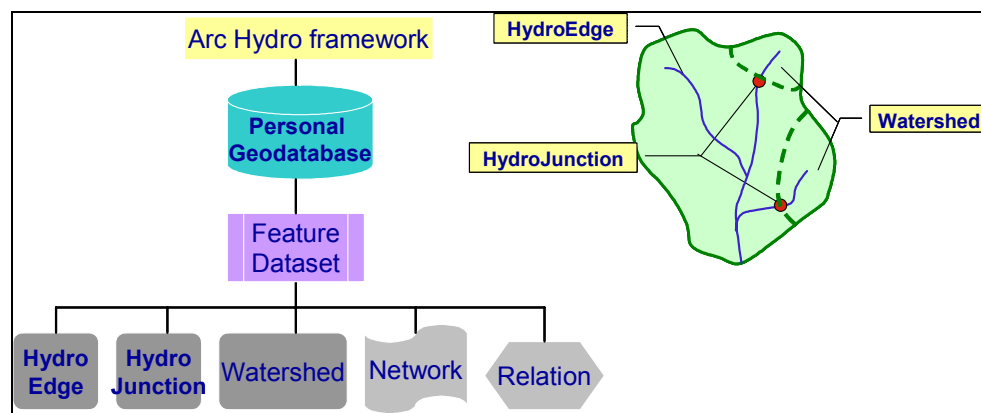 Arc Hydro framework
Personal
Geodatabase
Feature
Dataset
Hydro
Edge
Hydro
Junction
Watershed
Network
Relation
HydroEdge
Watershed
HydroJunction